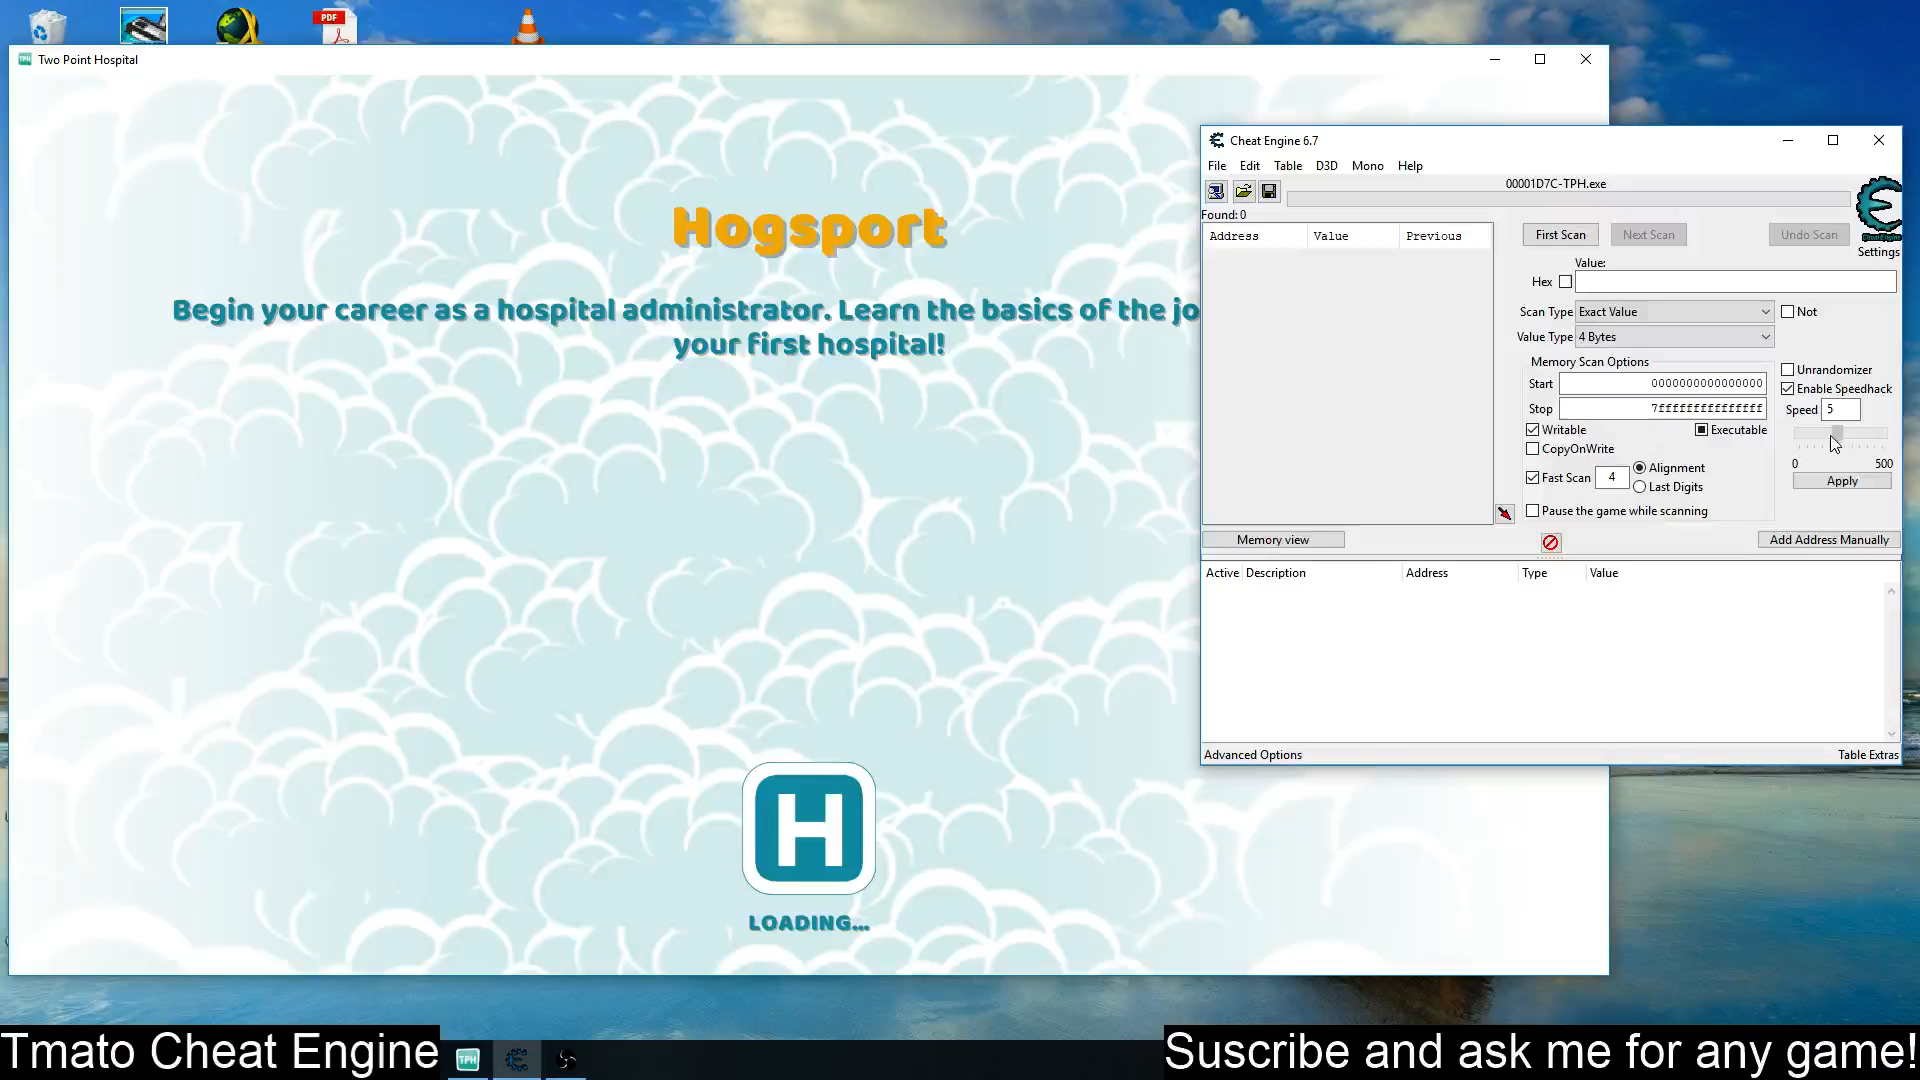 PDF
Two Point Hospital
Hogsport
Begin your career as a hospital administrator. Learn the basics of the jo
your first hospital!
H
LOADING...
Cheat Engine 6.7
File Edit Table D3D Mono Help
00001D7C-TPH.exe
Found: 0
Address Value Previous
First Scan Next Scan Undo Scan
Cheat Engine
Settings
Value:
Hex
Scan Type Exact Value Not
Value Type 4 Bytes
Memory Scan Options
Start 0000000000000000
Stop 7fffffffffffffff
Writable Executable
CopyOnWrite
Fast Scan 4 Alignment
Last Digits
Pause the game while scanning
Unrandomizer
Enable Speedhack
Speed 5
0 500
Apply
Memory view Add Address Manually
Active Description Address Type Value
Advanced Options Table Extras
Tmato Cheat Engine
TPH
Suscribe and ask me for any game!